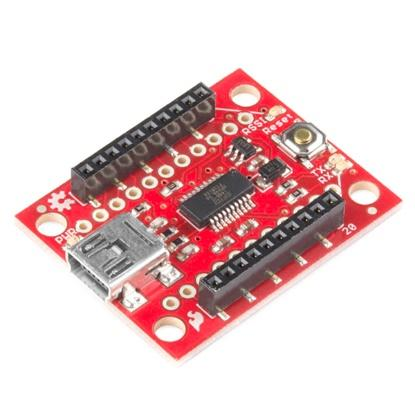 RSSI
Reset
TX
RX
PWR
20